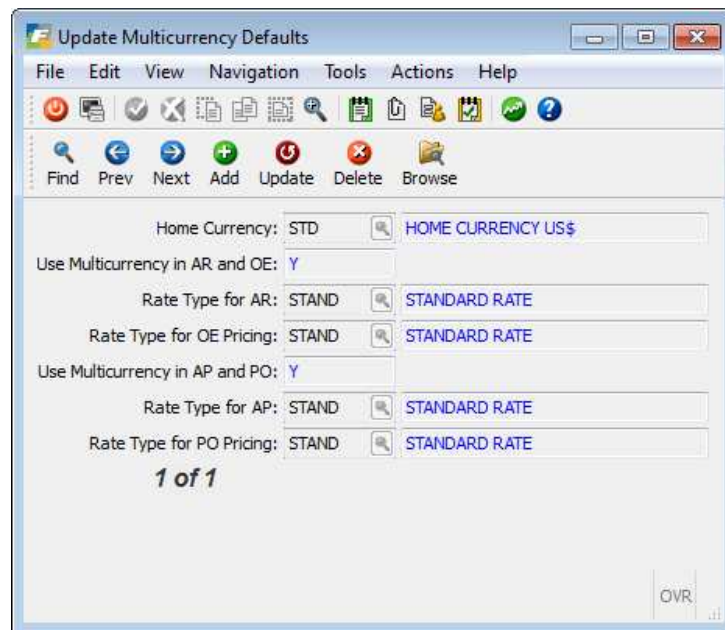 Update Multicurrency Defaults
File Edit View Navigation Tools Actions Help
Find Prev Next Add Update Delete Browse
Home Currency: STD HOME CURRENCY US$
Use Multicurrency in AR and OE: Y
Rate Type for AR: STAND STANDARD RATE
Rate Type for OE Pricing: STAND STANDARD RATE
Use Multicurrency in AP and PO: Y
Rate Type for AP: STAND STANDARD RATE
Rate Type for PO Pricing: STAND STANDARD RATE
1 of 1
OVR